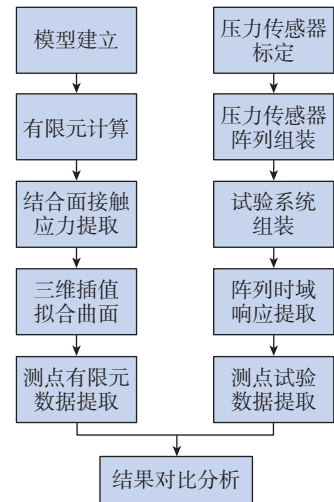 模型建立
有限元计算
结合面接触
应力提取
三维插值
拟合曲面
测点有限元
数据提取
压力传感器
标定
压力传感器
阵列组装
试验系统
组装
阵列时域
响应提取
测点试验
数据提取
结果对比分析